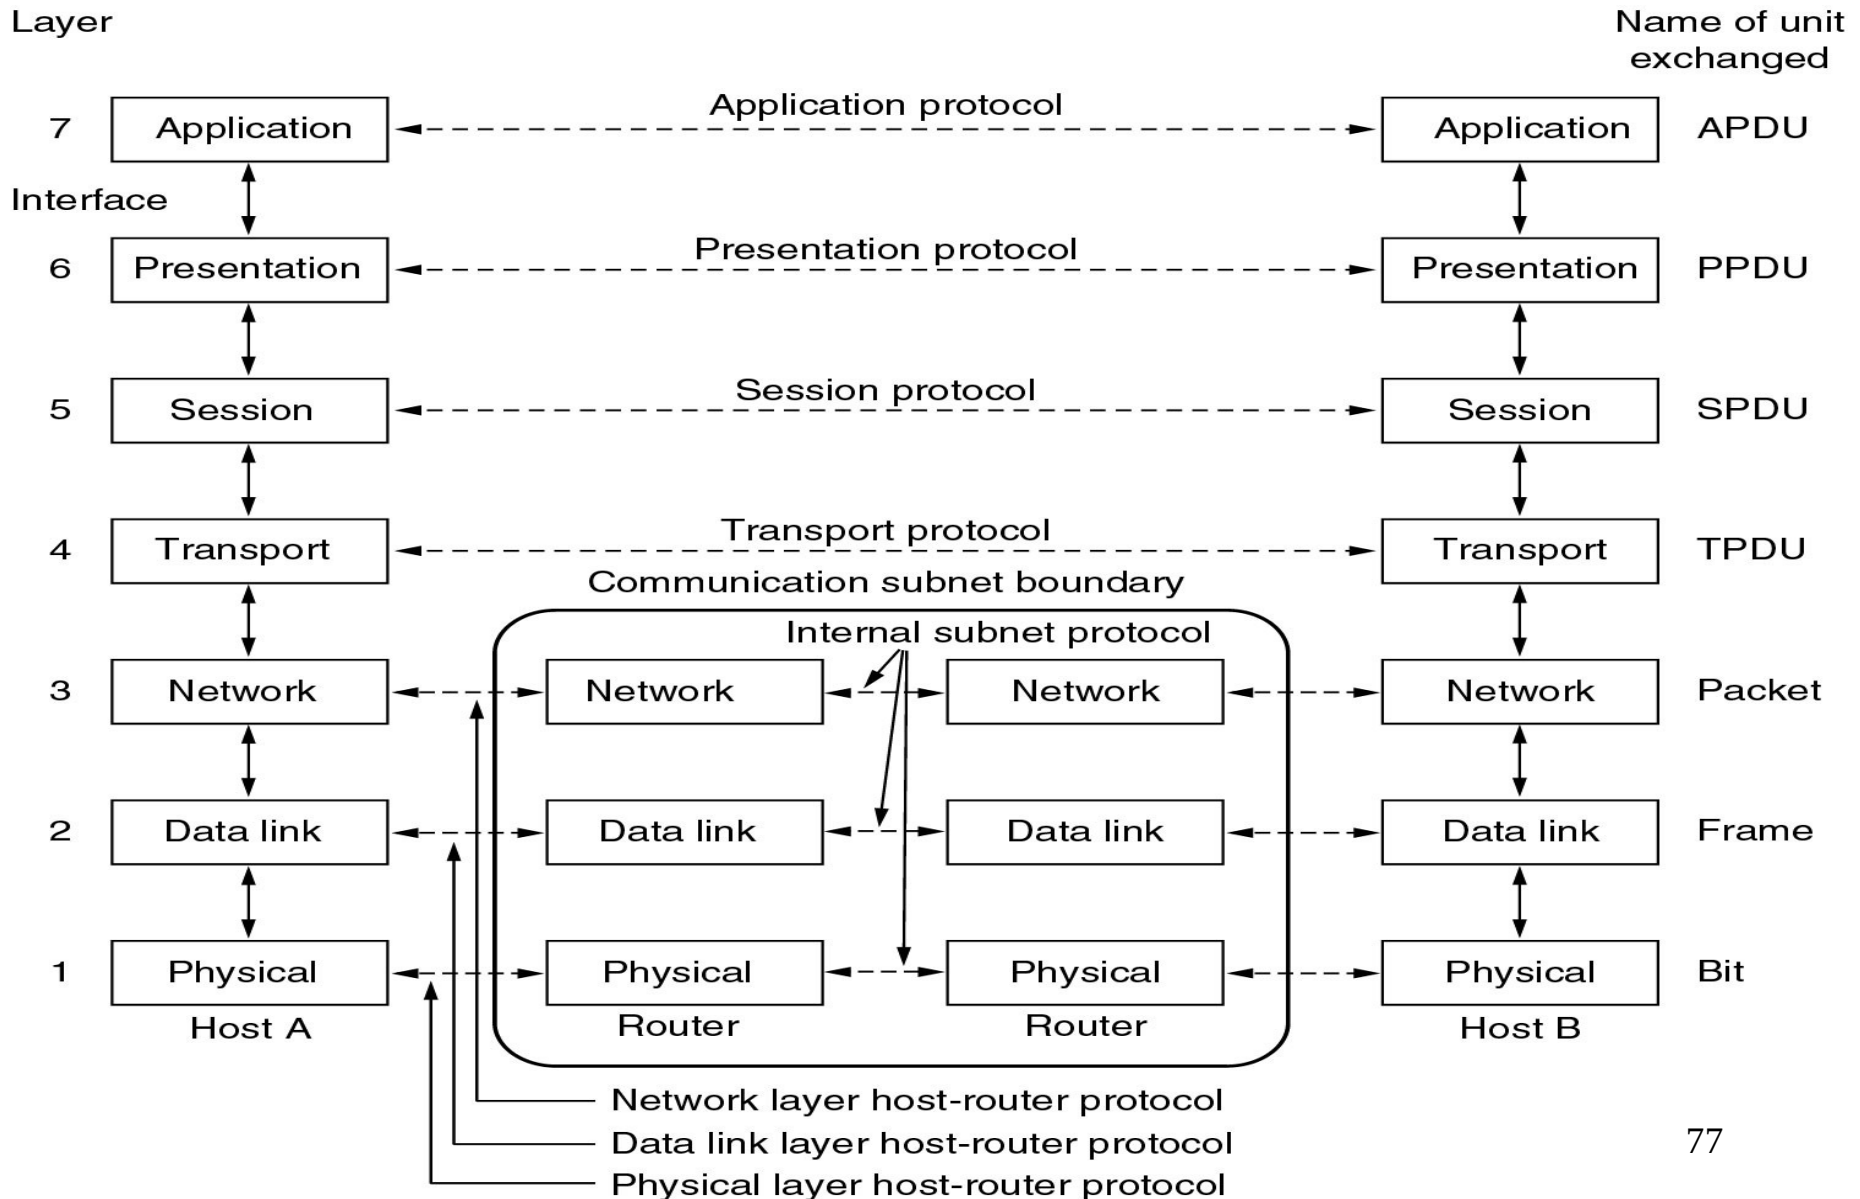 Layer
Name of unit
exchanged
7
Application
Application protocol
Application
APDU
Interface
6
Presentation
Presentation protocol
Presentation
PPDU
5
Session
Session protocol
Session
SPDU
4
Transport
Transport protocol
Transport
TPDU
Communication subnet boundary
Internal subnet protocol
3
Network
Network
Network
Network
Packet
2
Data link
Data link
Data link
Data link
Frame
1
Physical
Physical
Physical
Physical
Bit
Host A
Router
Router
Host B
Network layer host-router protocol
Data link layer host-router protocol
Physical layer host-router protocol
77